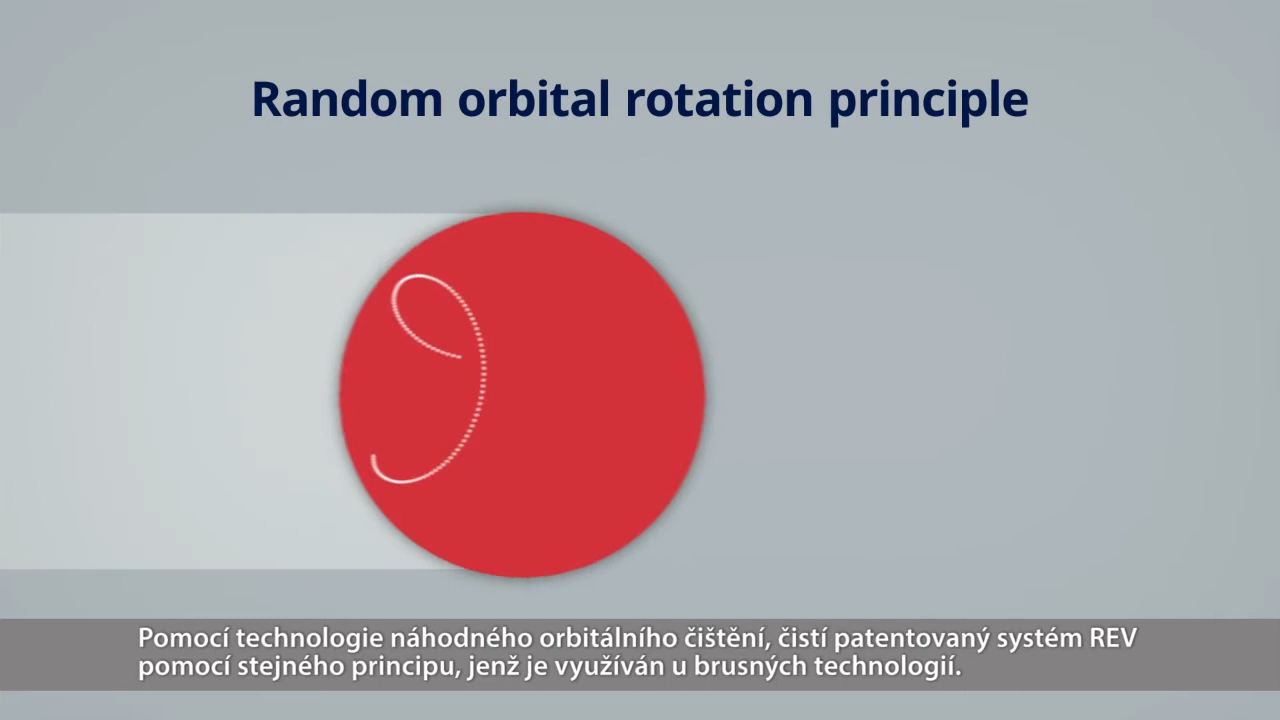 Random orbital rotation principle
Pomocí technologie náhodného orbitálního čištění, čistí patentovaný systém REV
pomocí stejného principu, jenž je využíván u brusných technologií.